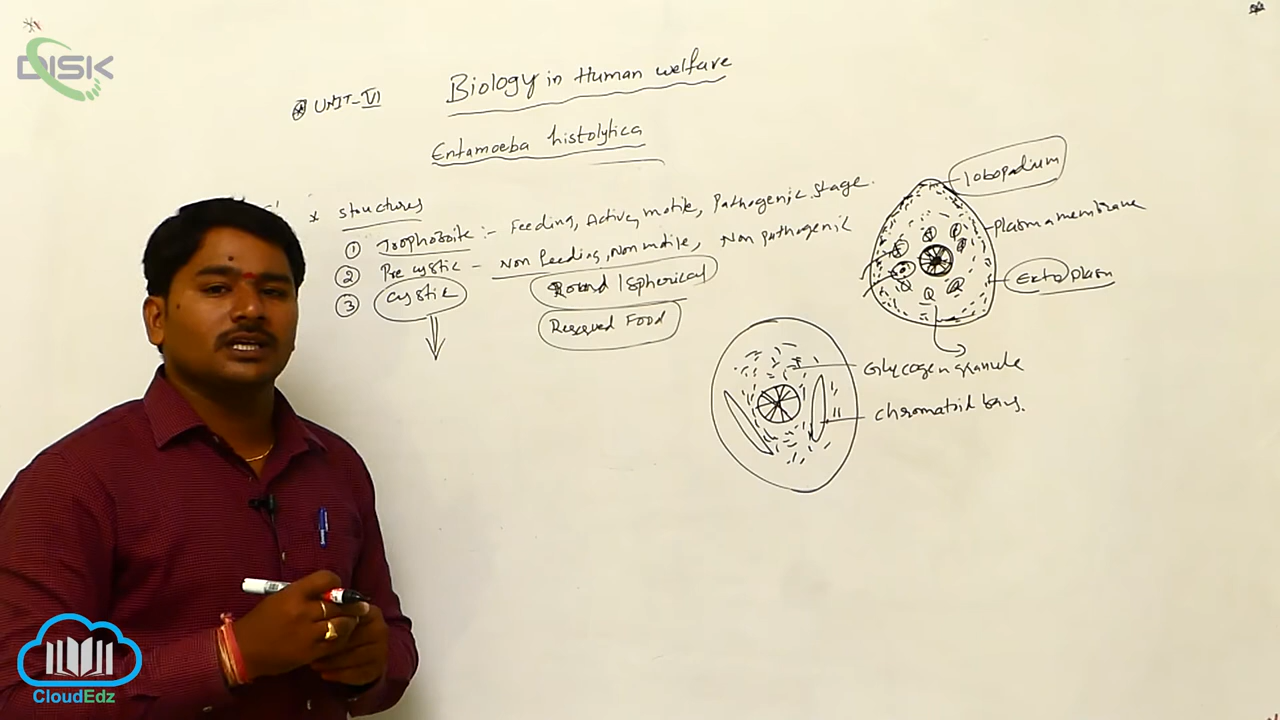 DISK
UNIT-VI
Biology in Human welfare
Entamoeba histolytica
* structures
① Trophozoite :- Feeding, Active, motile, Pathogenic stage.
② Pre cystic - Non feeding, Non motile, Non pathogenic
Round / Spherical
③ cystic
Reserved Food
lobopodium
Plasma membrane
Ectoplasm
Glycogen granule
chromatoid bars.
CloudEdz